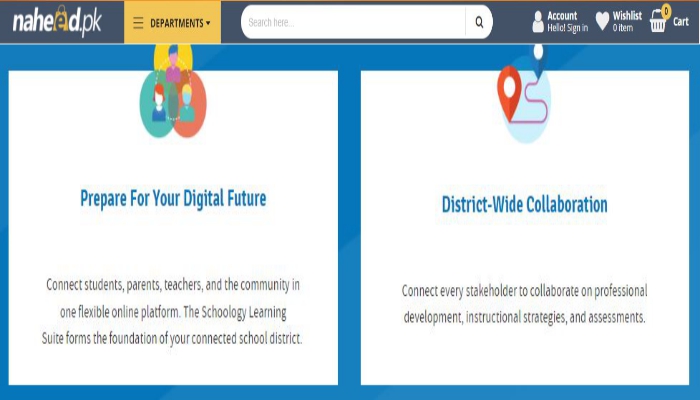 naheed.pk
DEPARTMENTS
Search here...
Account
Hello! Sign in
Wishlist
0 item
0
Cart
Prepare For Your Digital Future
Connect students, parents, teachers, and the community in
one flexible online platform. The Schoology Learning
Suite forms the foundation of your connected school district.
District-Wide Collaboration
Connect every stakeholder to collaborate on professional
development, instructional strategies, and assessments.